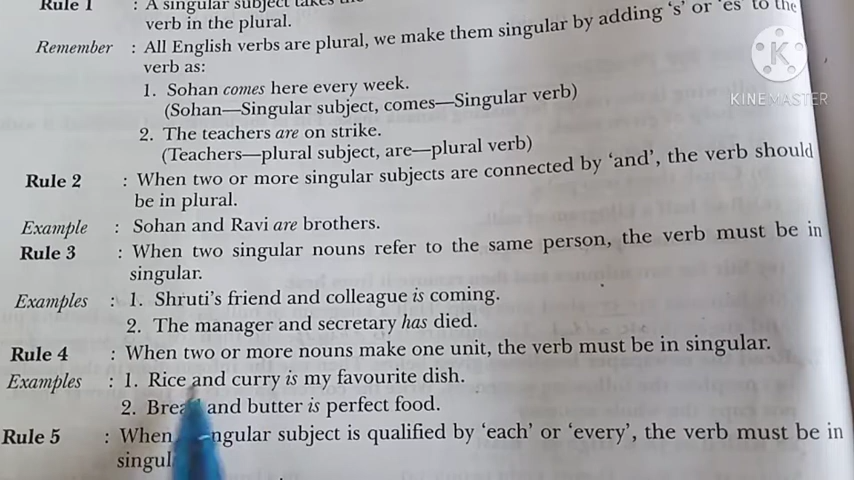 Rule 1 : A singular subject takes the
verb in the plural.
Remember : All English verbs are plural, we make them singular by adding 's' or 'es' to the
verb as:
1. Sohan comes here every week.
(Sohan—Singular subject, comes—Singular verb)
2. The teachers are on strike.
(Teachers—plural subject, are—plural verb)
Rule 2 : When two or more singular subjects are connected by 'and', the verb should
be in plural.
Example : Sohan and Ravi are brothers.
Rule 3 : When two singular nouns refer to the same person, the verb must be in
singular.
Examples : 1. Shruti's friend and colleague is coming.
2. The manager and secretary has died.
Rule 4 : When two or more nouns make one unit, the verb must be in singular.
Examples : 1. Rice and curry is my favourite dish.
2. Bread and butter is perfect food.
Rule 5 : When singular subject is qualified by 'each' or 'every', the verb must be in
singul
K
KINEMASTER